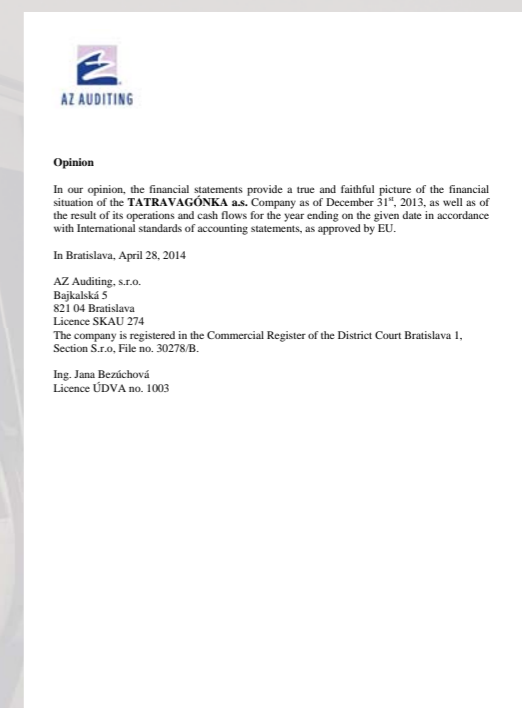 AZ AUDITING
Opinion
In our opinion, the financial statements provide a true and faithful picture of the financial
situation of the TATRAVAGÓNKA a.s. Company as of December 31st, 2013, as well as of
the result of its operations and cash flows for the year ending on the given date in accordance
with International standards of accounting statements, as approved by EU.
In Bratislava, April 28, 2014
AZ Auditing, s.r.o.
Bajkalská 5
821 04 Bratislava
Licence SKAU 274
The company is registered in the Commercial Register of the District Court Bratislava 1,
Section S.r.o, File no. 30278/B.
Ing. Jana Bezúchová
Licence ÚDVA no. 1003